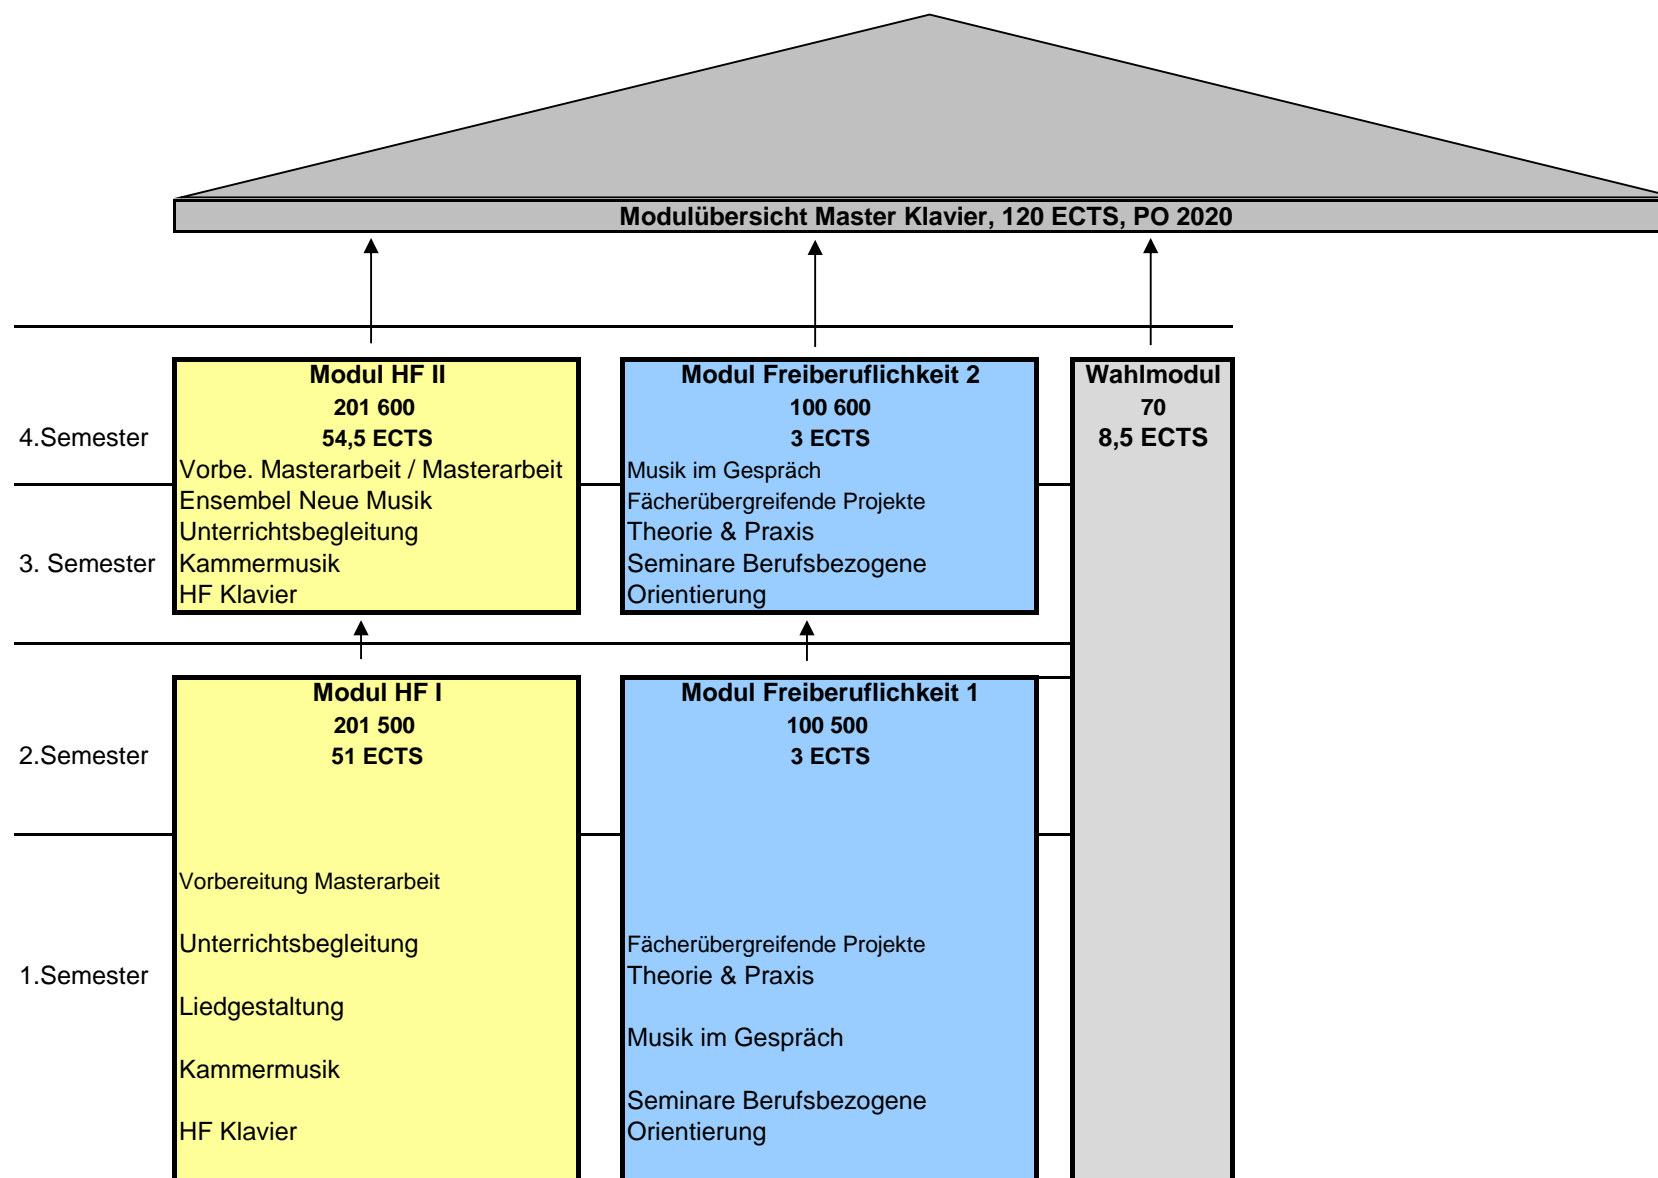 Modulübersicht Master Klavier, 120 ECTS, PO 2020
4.Semester
3. Semester
Modul HF II
201 600
54,5 ECTS
Vorbe. Masterarbeit / Masterarbeit
Ensembel Neue Musik
Unterrichtsbegleitung
Kammermusik
HF Klavier
Modul Freiberuflichkeit 2
100 600
3 ECTS
Musik im Gespräch
Fächerübergreifende Projekte
Theorie & Praxis
Seminare Berufsbezogene
Orientierung
Wahlmodul
70
8,5 ECTS
2.Semester
1.Semester
Modul HF I
201 500
51 ECTS
Vorbereitung Masterarbeit
Unterrichtsbegleitung
Liedgestaltung
Kammermusik
HF Klavier
Modul Freiberuflichkeit 1
100 500
3 ECTS
Fächerübergreifende Projekte
Theorie & Praxis
Musik im Gespräch
Seminare Berufsbezogene
Orientierung